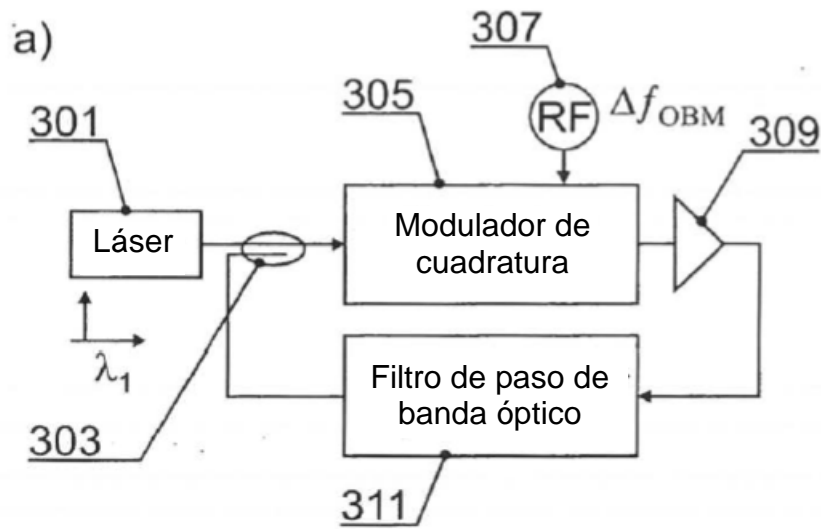 a)
307
305
RF
Δf_OBM
309
301
Láser
Modulador de
cuadratura
λ_1
Filtro de paso de
banda óptico
303
311